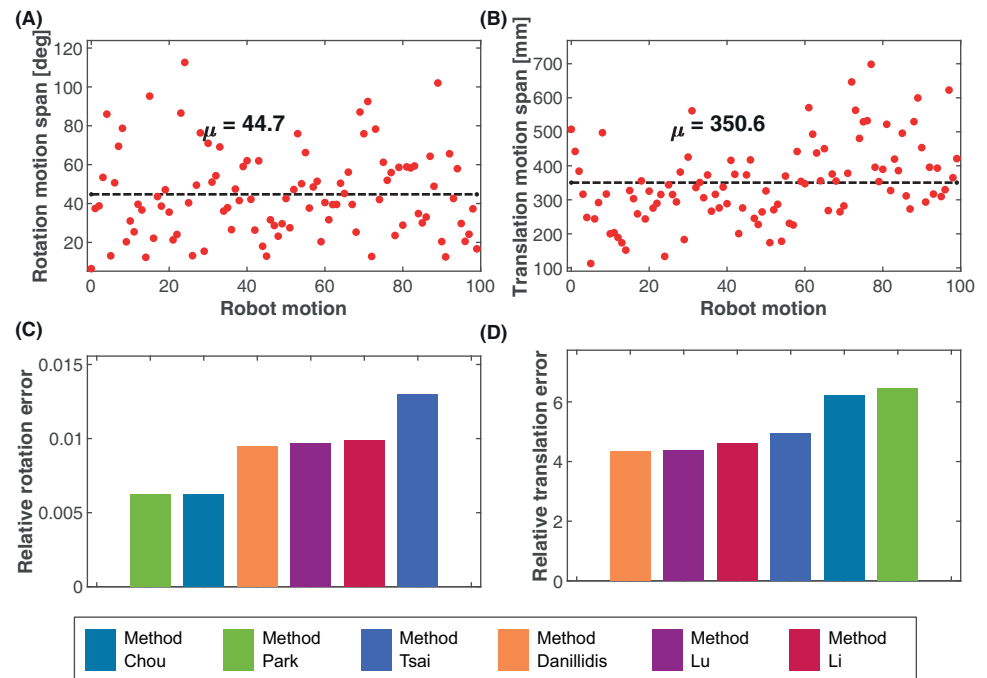 (A)
Rotation motion span [deg]
120
100
80
60
40
20
μ = 44.7
0
20
40
60
80
100
Robot motion
(B)
Translation motion span [mm]
700
600
500
400
300
200
100
μ = 350.6
0
20
40
60
80
100
Robot motion
(C)
Relative rotation error
0.015
0.01
0.005
0
(D)
Relative translation error
6
4
2
0
Method
Chou
Method
Park
Method
Tsai
Method
Danillidis
Method
Lu
Method
Li